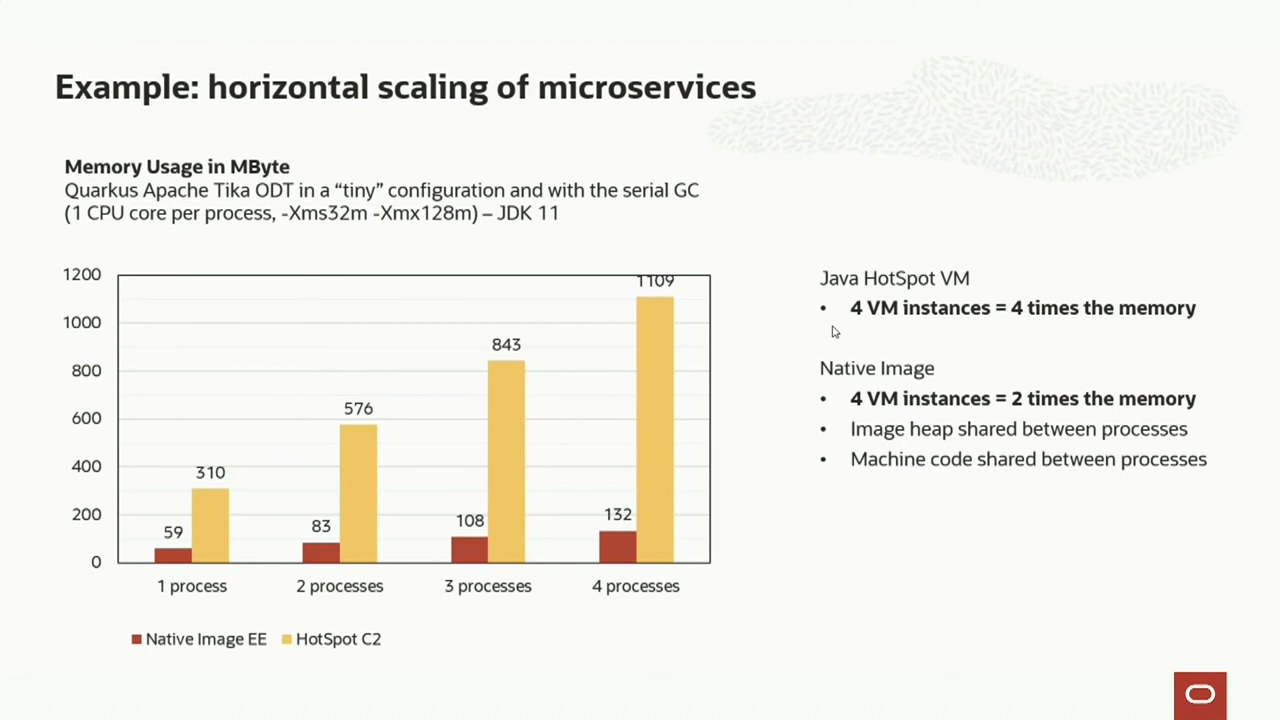 Example: horizontal scaling of microservices
Memory Usage in MByte
Quarkus Apache Tika ODT in a “tiny” configuration and with the serial GC
(1 CPU core per process, -Xms32m -Xmx128m) – JDK 11
1200
1000
800
600
400
200
0
59
310
83
576
108
843
132
1109
1 process
2 processes
3 processes
4 processes
Native Image EE
HotSpot C2
Java HotSpot VM
• 4 VM instances = 4 times the memory
Native Image
• 4 VM instances = 2 times the memory
• Image heap shared between processes
• Machine code shared between processes